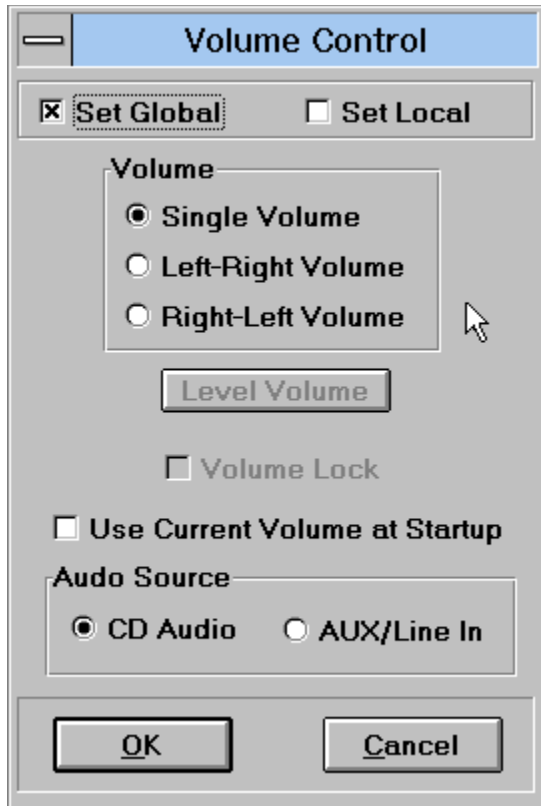 Volume Control
Set Global Set Local
Volume
Single Volume
Left-Right Volume
Right-Left Volume
Level Volume
Volume Lock
Use Current Volume at Startup
Audo Source
CD Audio AUX/Line In
OK Cancel